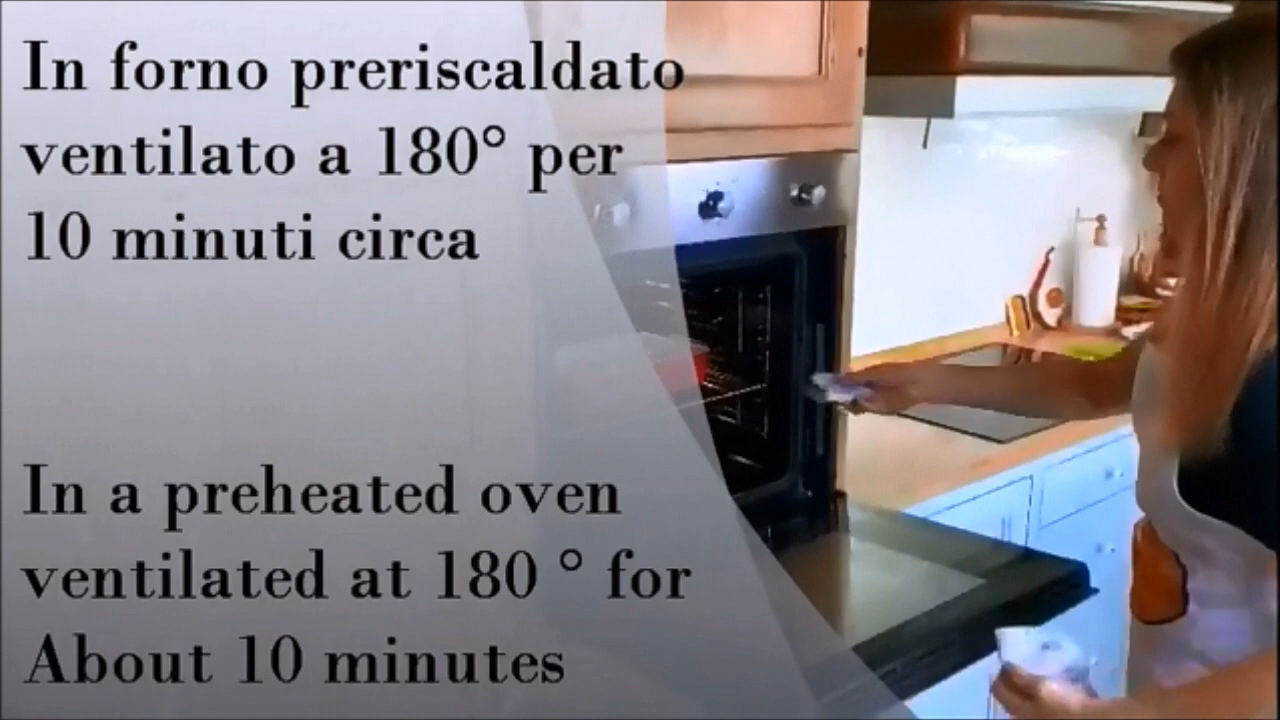 In forno preriscaldato
ventilato a 180° per
10 minuti circa
In a preheated oven
ventilated at 180 ° for
About 10 minutes